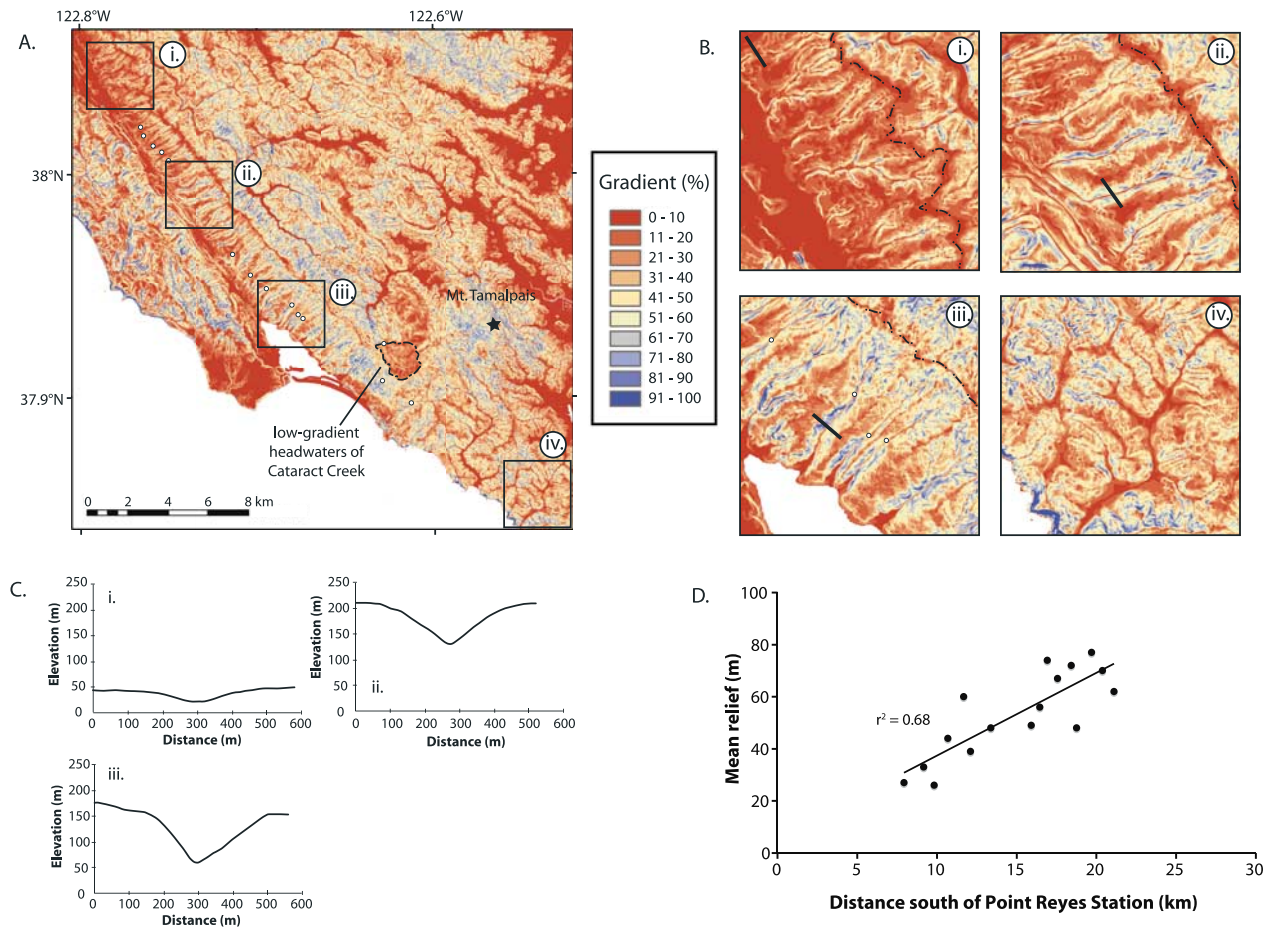 A.
122.8°W
122.6°W
38°N
37.9N
i.
ii.
iii.
iv.
Mt. Tamalpais
low-gradient
headwaters of
Cataract Creek
0 2 4 6 8 km
Gradient (%)
0 - 10
11 - 20
21 - 30
31 - 40
41 - 50
51 - 60
61 - 70
71 - 80
81 - 90
91 - 100
B.
i.
ii.
iii.
iv.
C.
i.
Elevation (m)
250
200
150
100
50
0
0 100 200 300 400 500 600
Distance (m)
ii.
Elevation (m)
250
200
150
100
50
0
0 100 200 300 400 500 600
Distance (m)
iii.
Elevation (m)
250
200
150
100
50
0
0 100 200 300 400 500 600
Distance (m)
D.
Mean relief (m)
100
80
60
40
20
0
r² = 0.68
0 5 10 15 20 25 30
Distance south of Point Reyes Station (km)